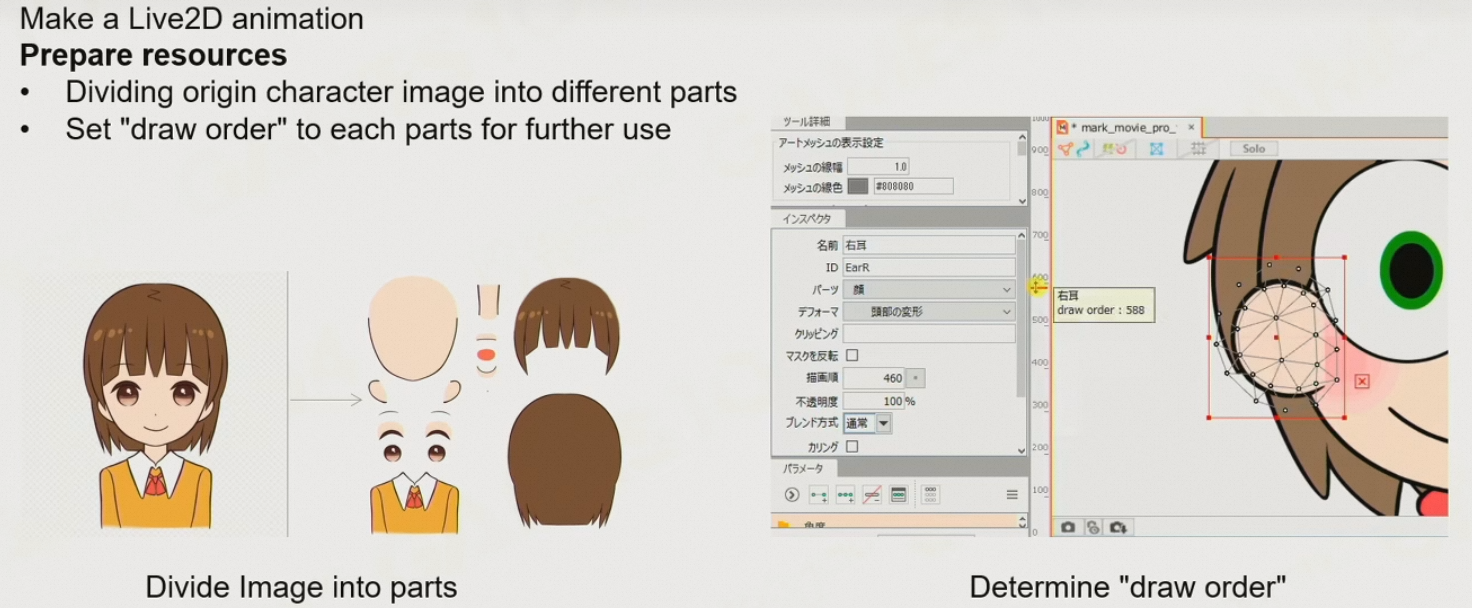 Make a Live2D animation
Prepare resources
• Dividing origin character image into different parts
• Set "draw order" to each parts for further use
ツール詳細
アートメッシュの表示設定
メッシュの線幅 1.0
メッシュの線色 #808080
インスペクタ
名前 右耳
ID EarR
パーツ 顔
デフォーマ 頭部の変形
クリッピング
マスクを反転
描画順 460
不透明度 100 %
ブレンド方式 通常
カリング
パラメータ
1000
900
800
700
600
500
400
300
200
100
0
* mark_movie_pro_ ×
Solo
右耳
draw order : 588
Divide Image into parts
Determine "draw order"